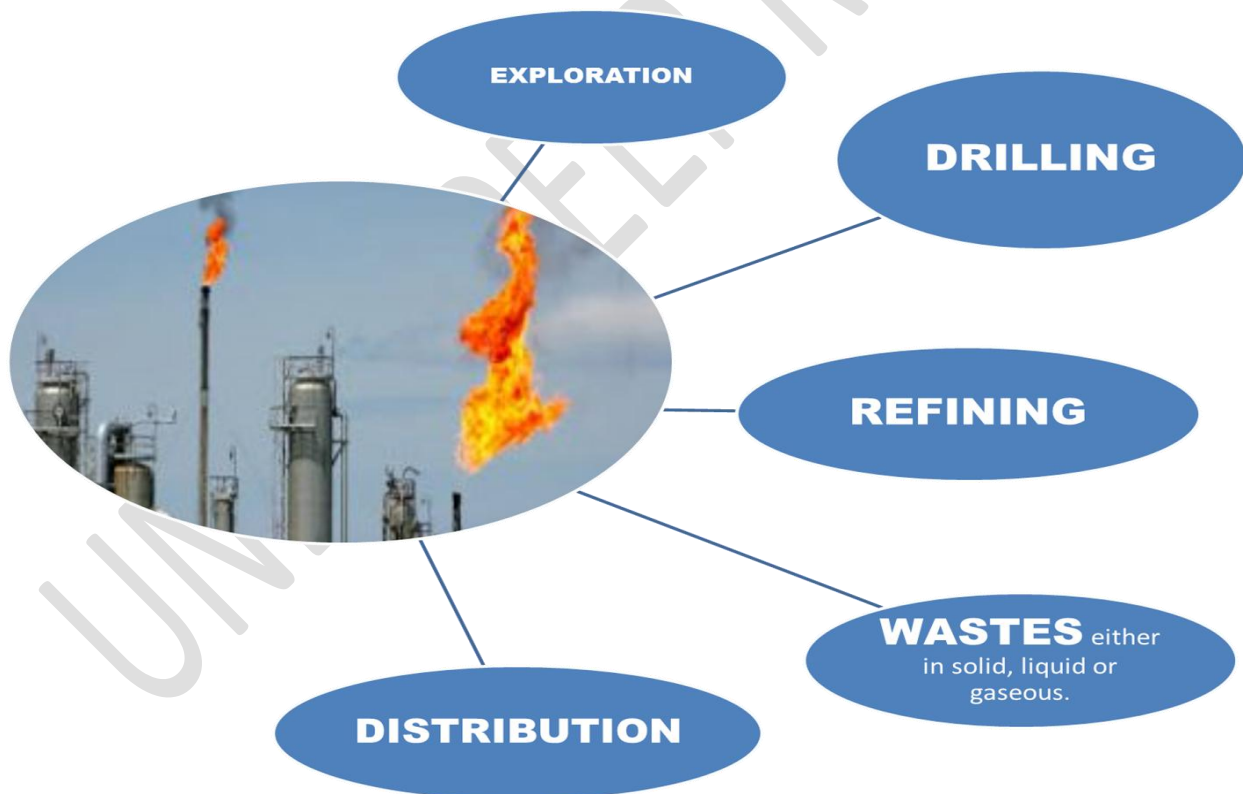 EXPLORATION
DRILLING
REFINING
WASTES either
in solid, liquid or
gaseous.
DISTRIBUTION